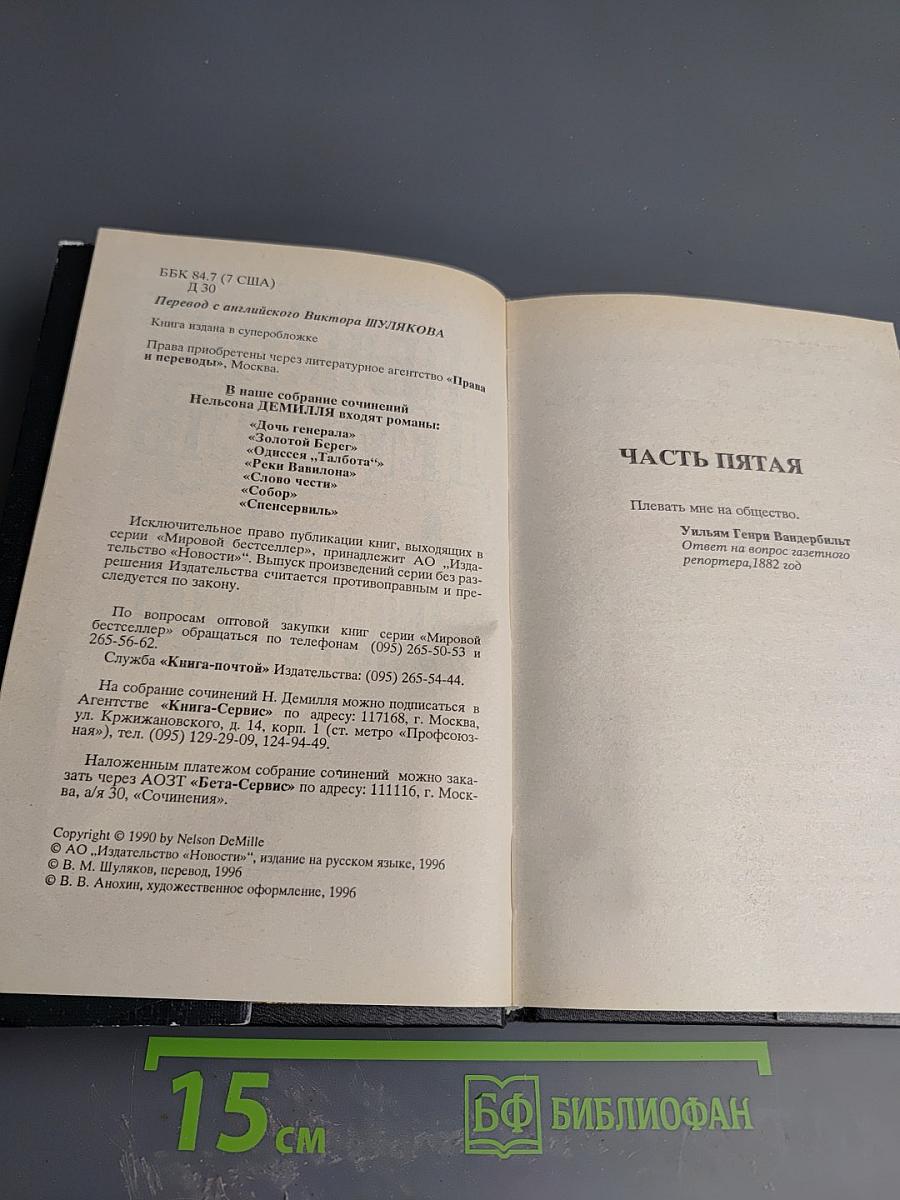 ББК 84.7 (7 США)
Д 30
Перевод с английского Виктора ШУЛЯКОВА
Книга издана в суперобложке
Права приобретены через литературное агентство «Права
и переводы», Москва.
В наше собрание сочинений
Нельсона ДЕМИЛЛЯ входят романы:
«Дочь генерала»
«Золотой Берег»
«Одиссея „Талбота“»
«Реки Вавилона»
«Слово чести»
«Собор»
«Спенсервиль»
Исключительное право публикации книг, выходящих в
серии «Мировой бестселлер», принадлежит АО „Изда-
тельство «Новости»“. Выпуск произведений серии без раз-
решения Издательства считается противоправным и пре-
следуется по закону.
По вопросам оптовой закупки книг серии «Мировой
бестселлер» обращаться по телефонам (095) 265-50-53 и
265-56-62.
Служба «Книга-почтой» Издательства: (095) 265-54-44.
На собрание сочинений Н. Демилля можно подписаться в
Агентстве «Книга-Сервис» по адресу: 117168, г. Москва,
ул. Кржижановского, д. 14, корп. 1 (ст. метро «Профсоюз-
ная»), тел. (095) 129-29-09, 124-94-49.
Наложенным платежом собрание сочинений можно зака-
зать через АОЗТ «Бета-Сервис» по адресу: 111116, г. Моск-
ва, а/я 30, «Сочинения».
Copyright © 1990 by Nelson DeMille
© АО „Издательство «Новости»“, издание на русском языке, 1996
© В. М. Шуляков, перевод, 1996
© В. В. Анохин, художественное оформление, 1996
ЧАСТЬ ПЯТАЯ
Плевать мне на общество.
Уильям Генри Вандербильт
Ответ на вопрос газетного
репортера,1882 год
15 см
БФ БИБЛИОФАН